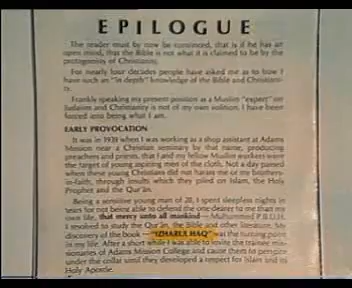 EPILOGUE
The reader must by now be convinced, that is if he has an
open mind, that the Bible is not what it is claimed to be by the
protagonists of Christianity.
For nearly four decades people have asked me as to how I
have such an "in depth" knowledge of the Bible and Christiani-
ty.
Frankly speaking my present position as a Muslim "expert" on
Judaism and Christianity is not of my own volition. I have been
forced into being what I am.
EARLY PROVOCATION
It was in 1939 when I was working as a shop assistant at Adams
Mission near a Christian seminary by that name, producing
preachers and priests, that I and my fellow Muslim workers were
the target of young aspiring men of the cloth. Not a day passed
when these young Christians did not harass me or my brothers-
in-faith, through insults which they piled on Islam, the Holy
Prophet and the Qur'ân.
Being a sensitive young man of 20, I spent sleepless nights in
tears for not being able to defend the one dearer to me than my
own life, that mercy unto all mankind — Muhammed P.B.U.H.
I resolved to study the Qur'ân, the Bible and other literature. My
discovery of the book — "IZHARUL HAQ" was the turning point
in my life. After a short while I was able to invite the trainee mis-
sionaries of Adams Mission College and cause them to perspire
under the collar until they developed a respect for Islam and its
Holy Apostle.